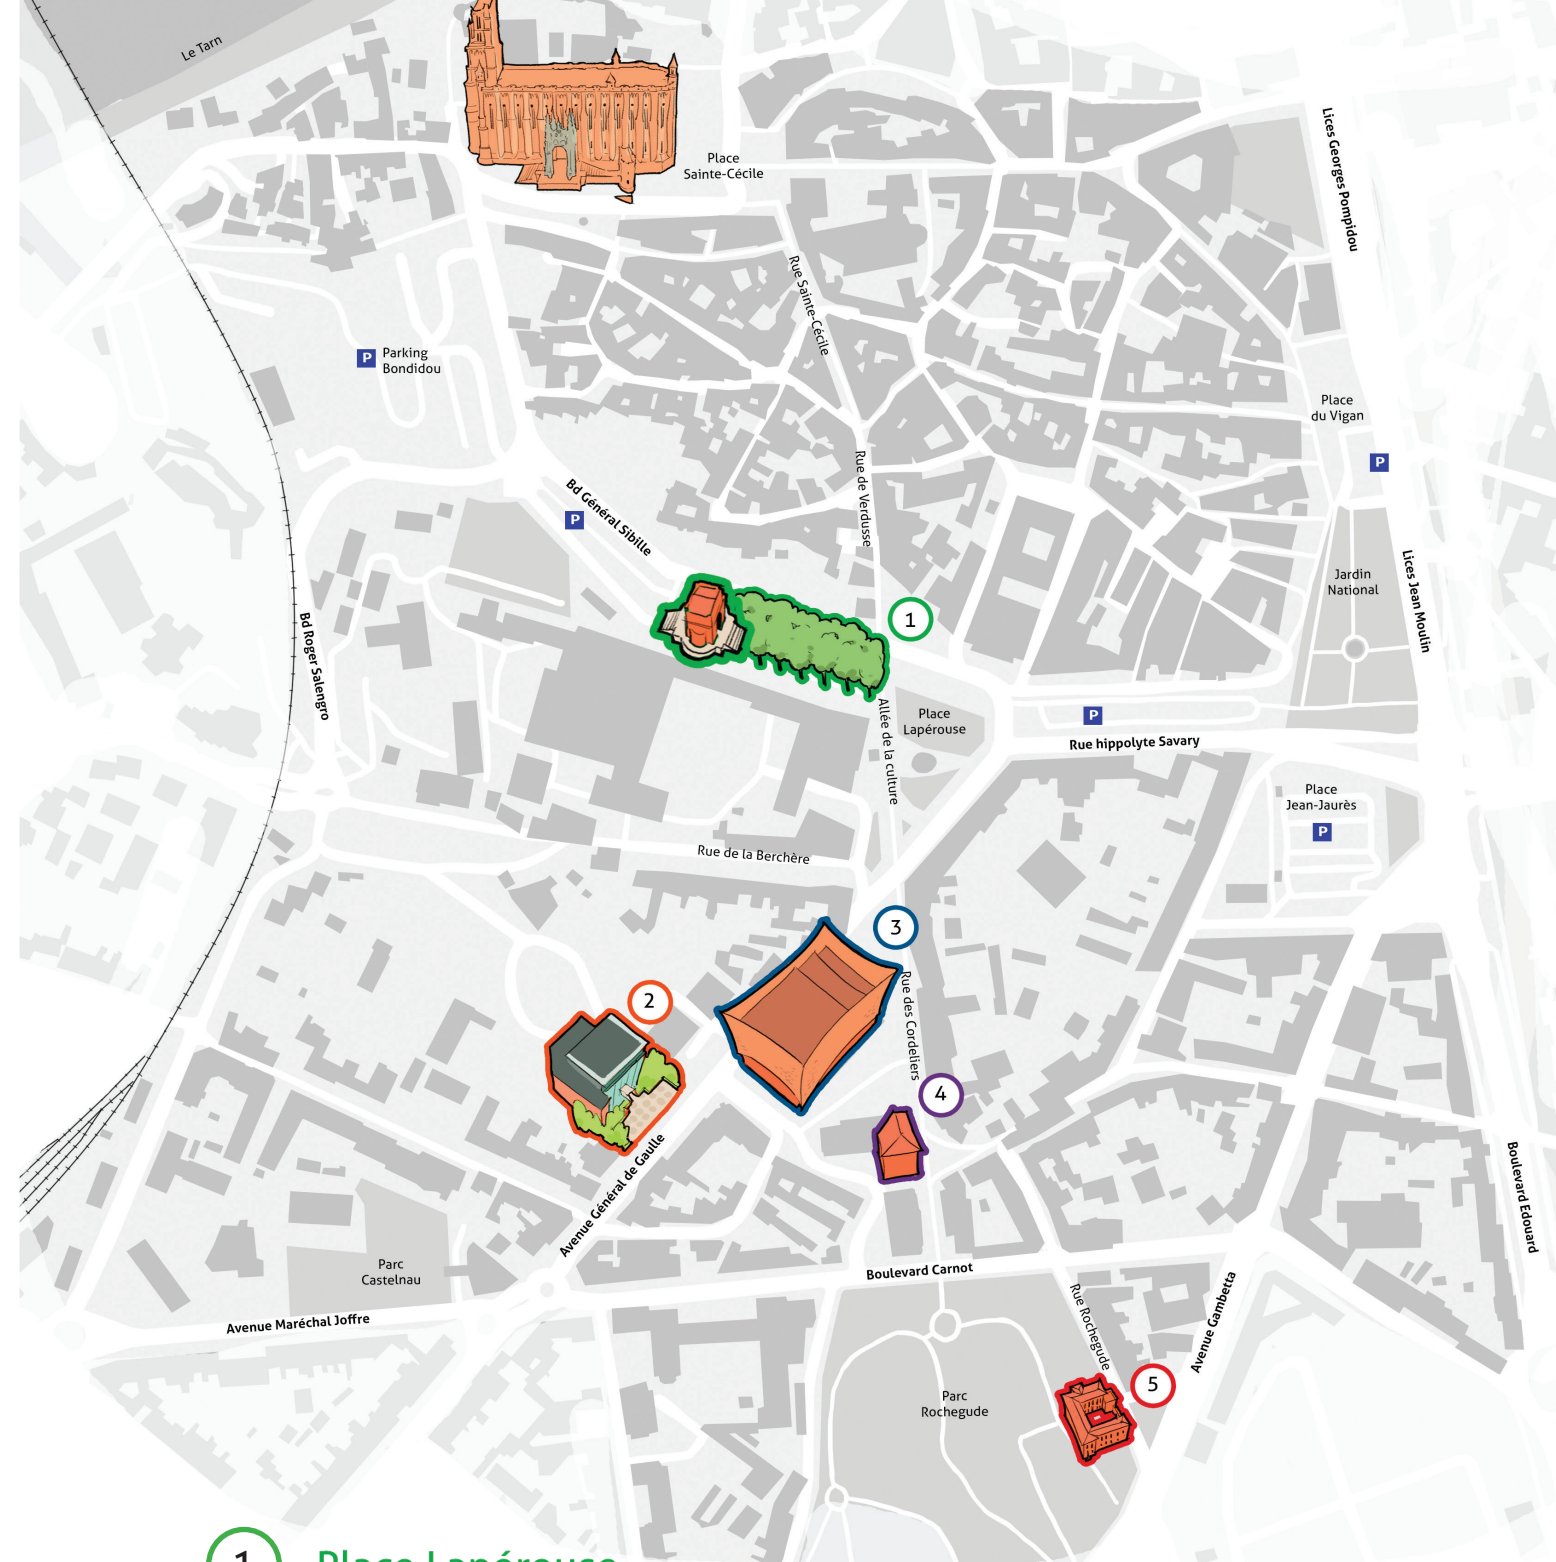 Le Tarn
Place
Sainte-Cécile
Lices Georges Pompidou
Rue Sainte-Cécile
P
Parking
Bondidou
Place
du Vigan
P
Rue de Verdusse
Bd Général Sibille
P
Jardin
National
Lices Jean Moulin
1
Bd Roger Salengro
Allée de la culture
Place
Lapérouse
P
Rue hippolyte Savary
Place
Jean-Jaurès
P
Rue de la Berchère
3
2
Rue des Cordeliers
4
Avenue Général de Gaulle
Boulevard Edouard
Parc
Castelnau
Boulevard Carnot
Avenue Maréchal Joffre
Rue Rochegude
Avenue Gambetta
5
Parc
Rochegude
1 Place Lapérouse